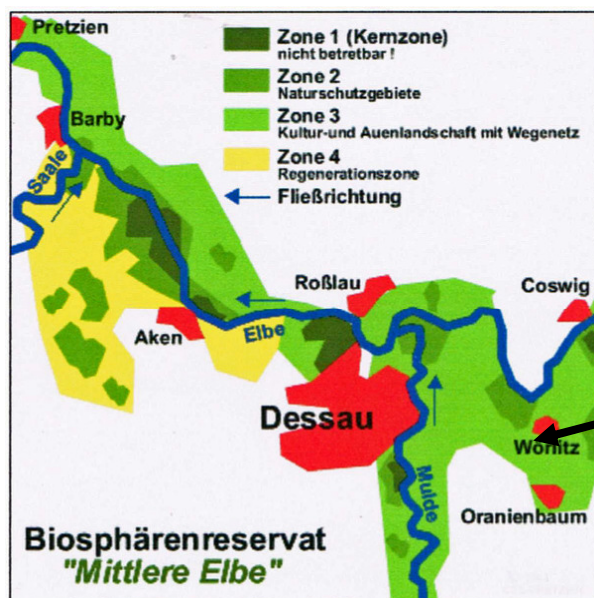 Pretzien
Zone 1 (Kernzone)
nicht betretbar !
Zone 2
Naturschutzgebiete
Barby
Zone 3
Kultur-und Auenlandschaft mit Wegenetz
Zone 4
Regenerationszone
Saale
Fließrichtung
Roßlau
Coswig
Aken
Elbe
Dessau
Wörlitz
Mulde
Oranienbaum
Biosphärenreservat
"Mittlere Elbe"